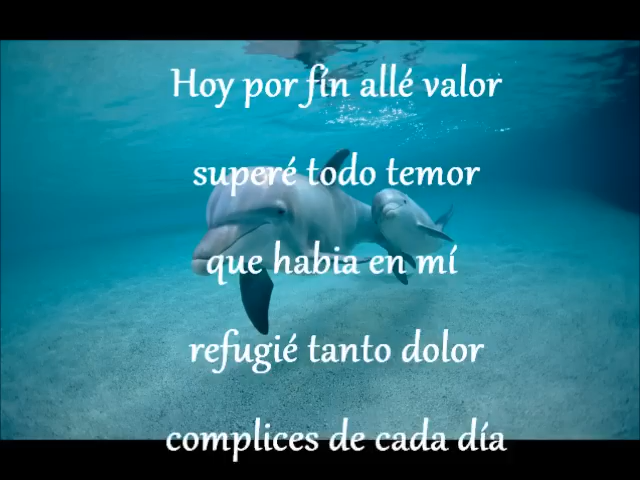 Hoy por fín allé valor
superé todo temor
que habia en mí
refugié tanto dolor
complices de cada día